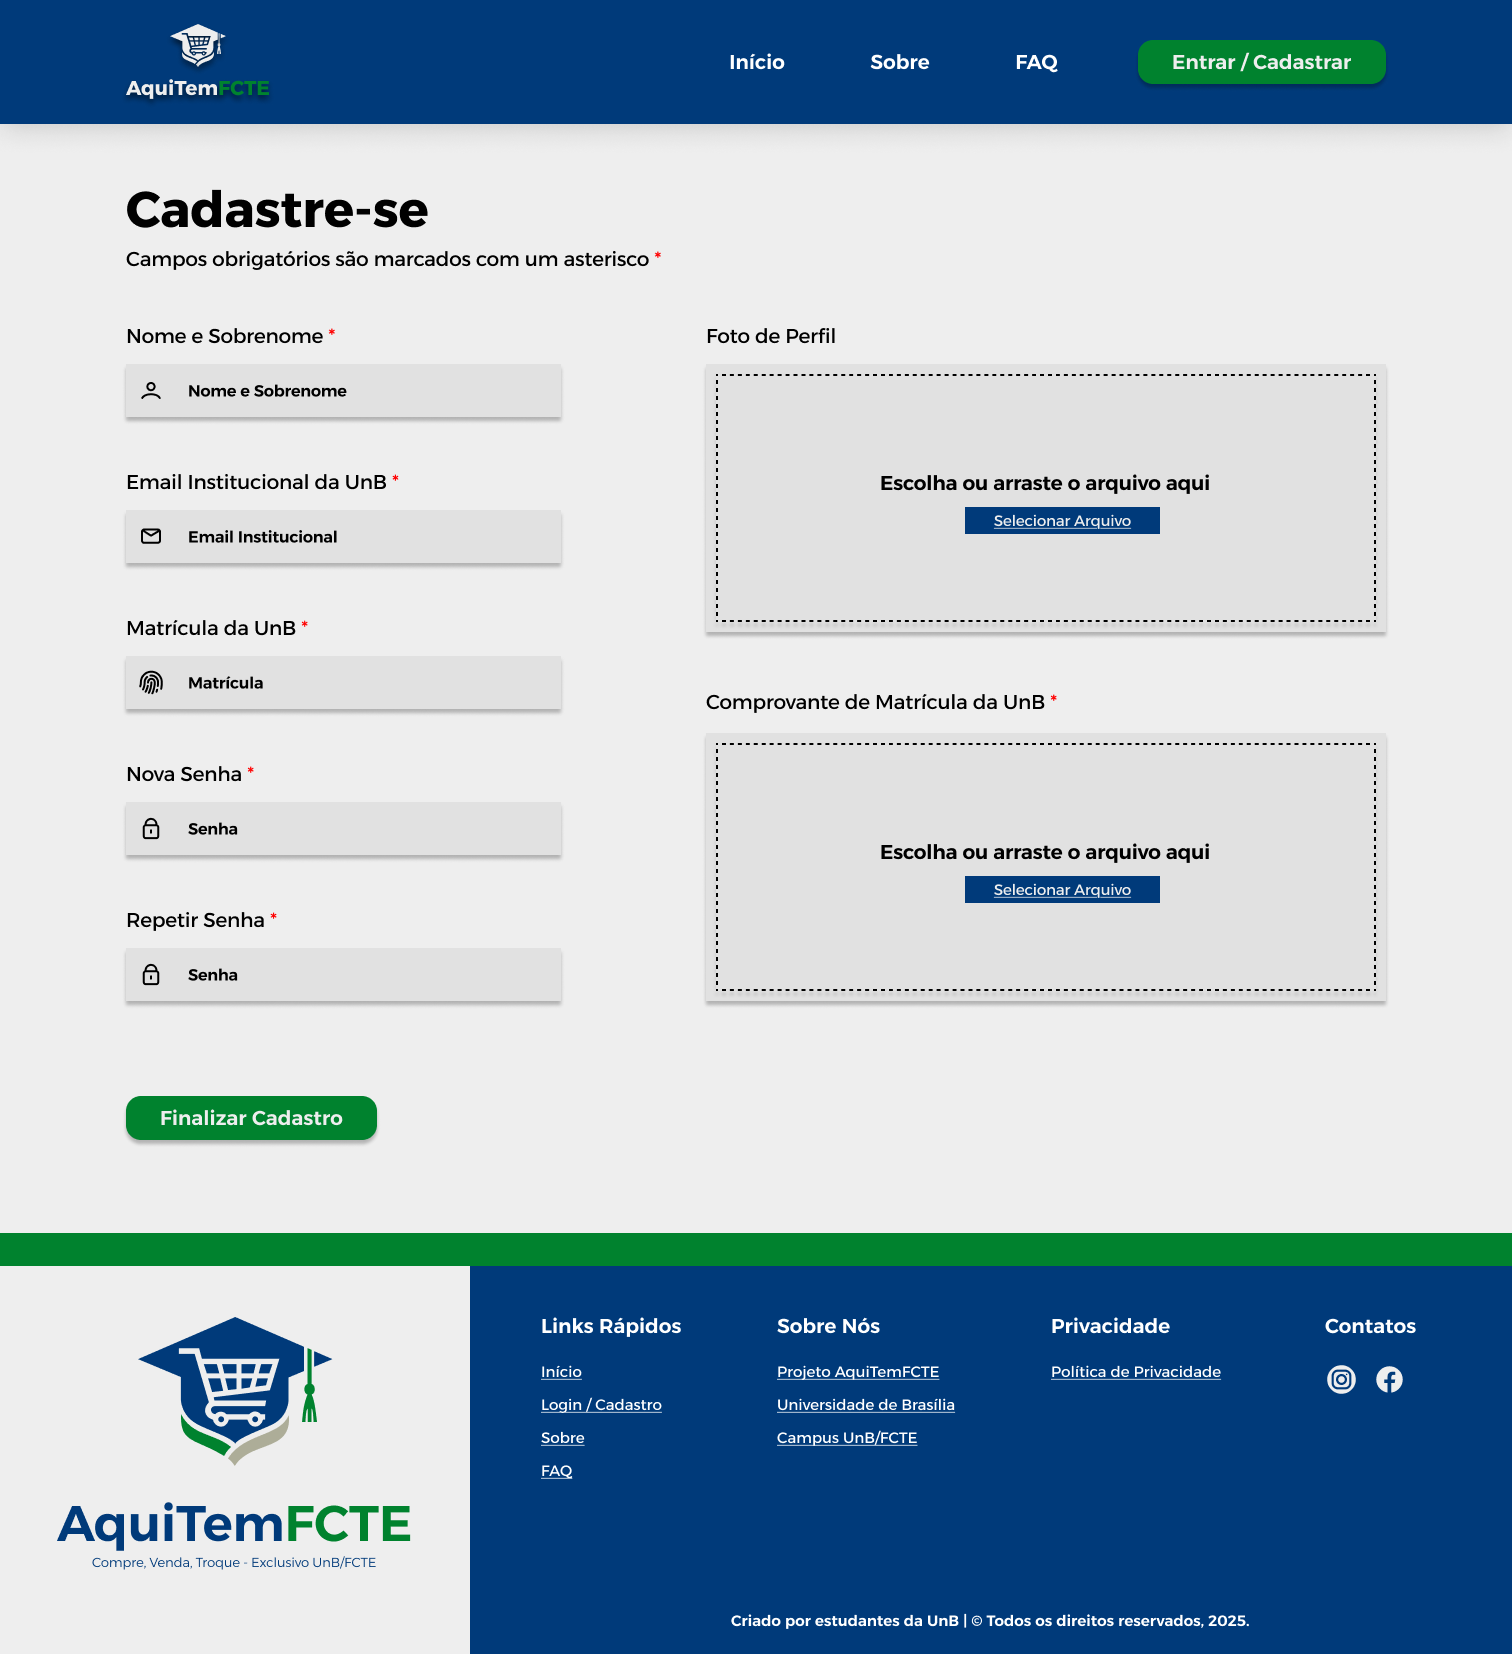 AquiTemFCTE
Início
Sobre
FAQ
Entrar / Cadastrar
Cadastre-se
Campos obrigatórios são marcados com um asterisco *
Nome e Sobrenome *
Nome e Sobrenome
Email Institucional da UnB *
Email Institucional
Matrícula da UnB *
Matrícula
Nova Senha *
Senha
Repetir Senha *
Senha
Foto de Perfil
Escolha ou arraste o arquivo aqui
Selecionar Arquivo
Comprovante de Matrícula da UnB *
Escolha ou arraste o arquivo aqui
Selecionar Arquivo
Finalizar Cadastro
AquiTemFCTE
Compre, Venda, Troque - Exclusivo UnB/FCTE
Links Rápidos
Início
Login / Cadastro
Sobre
FAQ
Sobre Nós
Projeto AquiTemFCTE
Universidade de Brasília
Campus UnB/FCTE
Privacidade
Política de Privacidade
Contatos
Criado por estudantes da UnB | © Todos os direitos reservados, 2025.